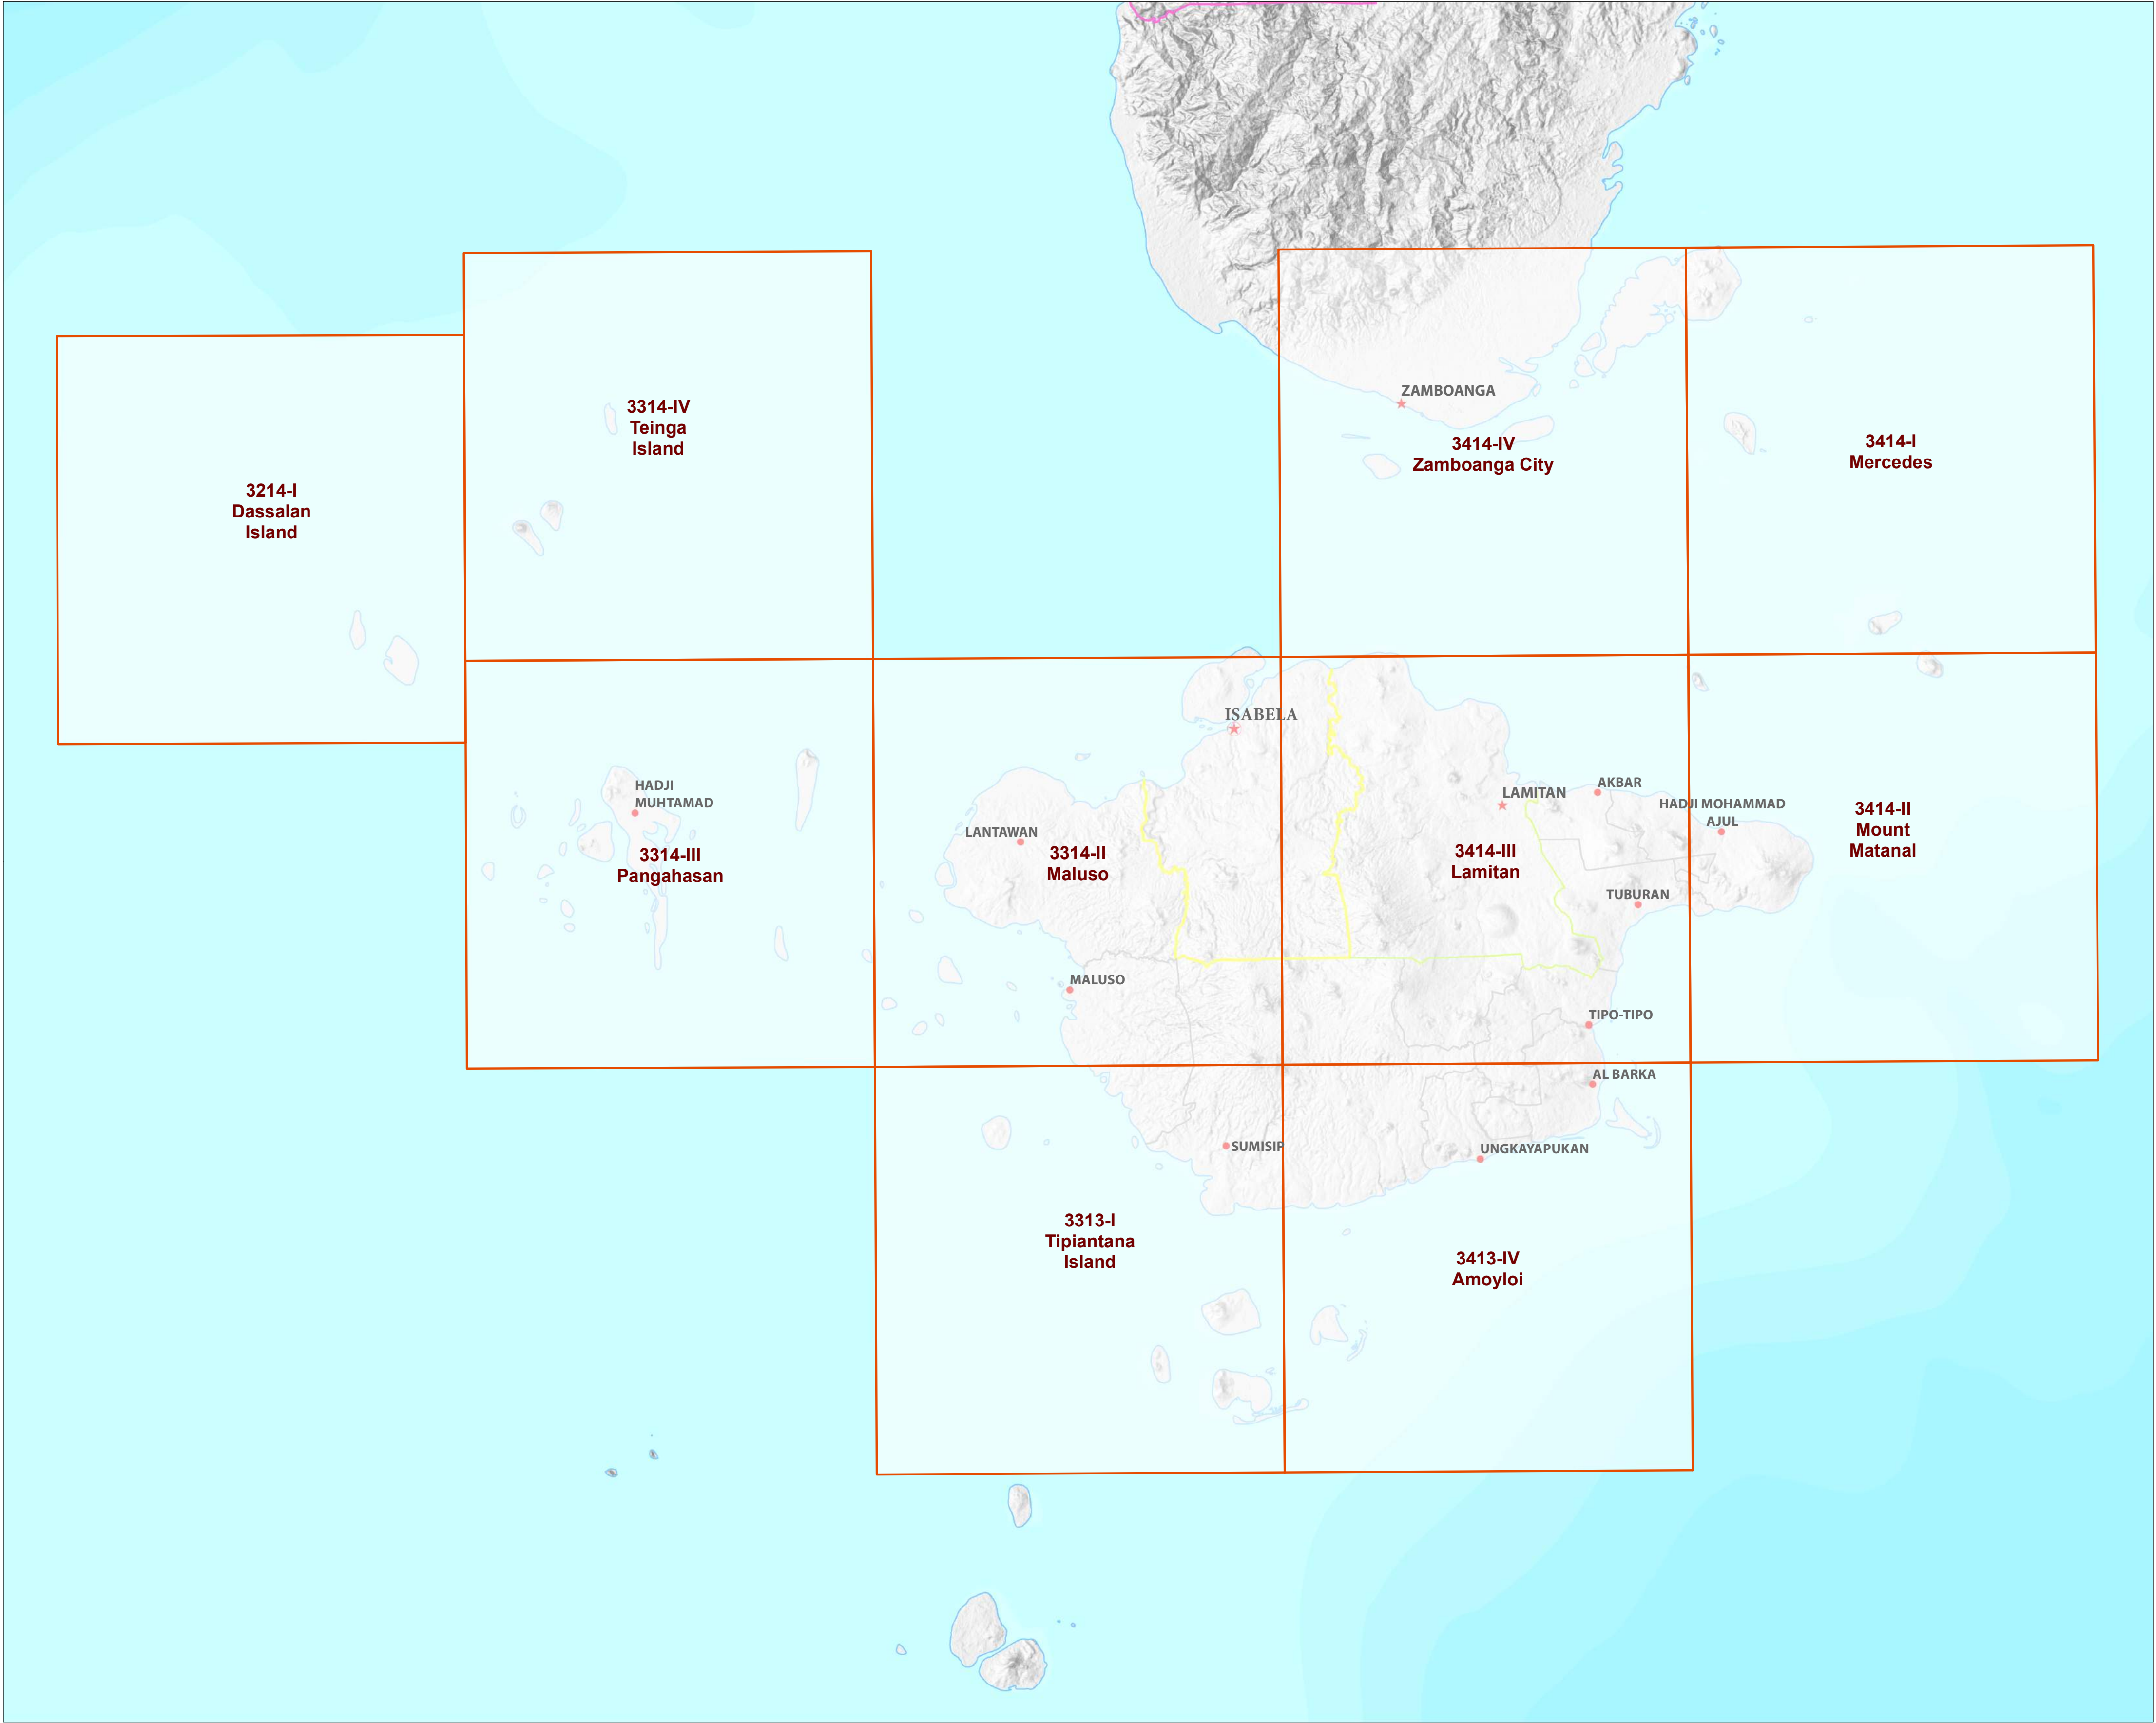 ZAMBOANGA
3314-IV
Teinga
Island
3414-IV
Zamboanga City
3414-I
Mercedes
3214-I
Dassalan
Island
ISABELA
HADJI
MUHTAMAD
AKBAR
LAMITAN
HADJI MOHAMMAD
AJUL
LANTAWAN
3314-III
Pangahasan
3314-II
Maluso
3414-III
Lamitan
3414-II
Mount
Matanal
TUBURAN
MALUSO
TIPO-TIPO
AL BARKA
SUMISIP
UNGKAYAPUKAN
3313-I
Tipiantana
Island
3413-IV
Amoyloi